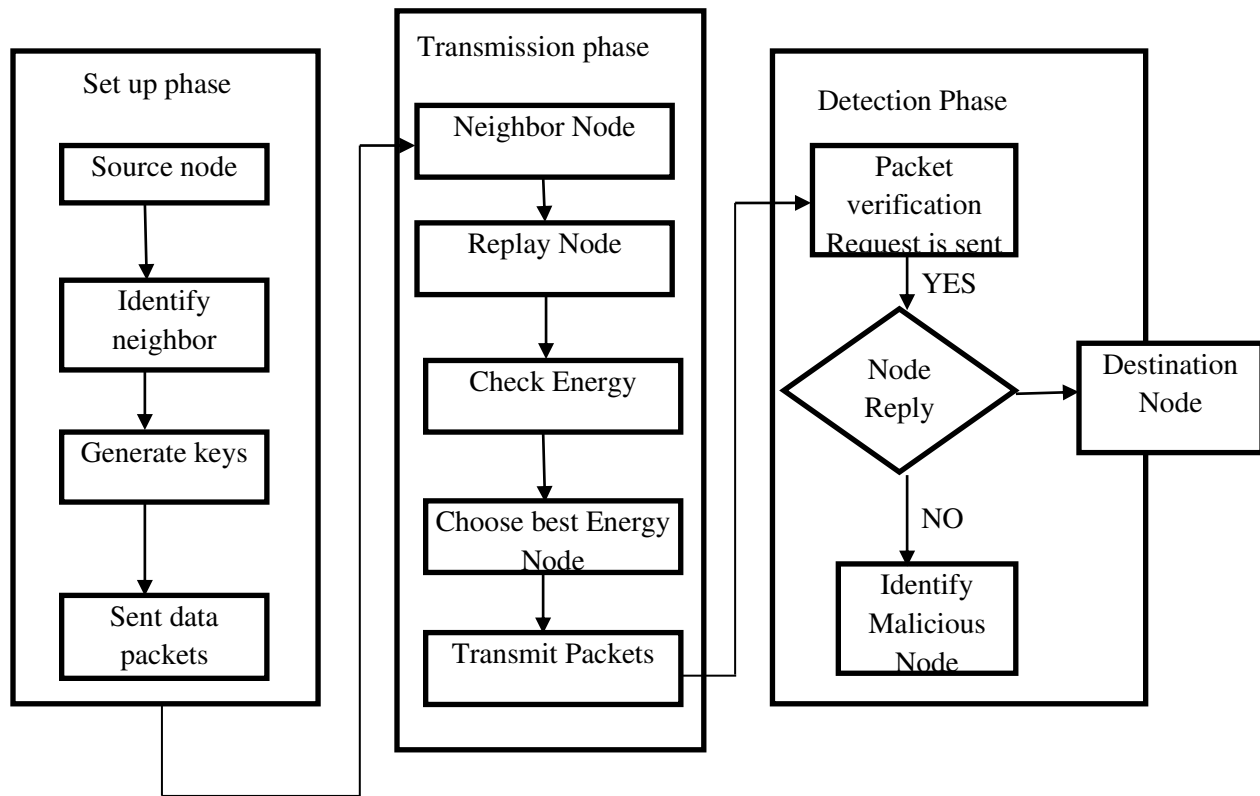 Set up phase
Source node
Identify
neighbor
Generate keys
Sent data
packets
Transmission phase
Neighbor Node
Replay Node
Check Energy
Choose best Energy
Node
Transmit Packets
Detection Phase
Packet
verification
Request is sent
YES
Node
Reply
Destination
Node
NO
Identify
Malicious
Node